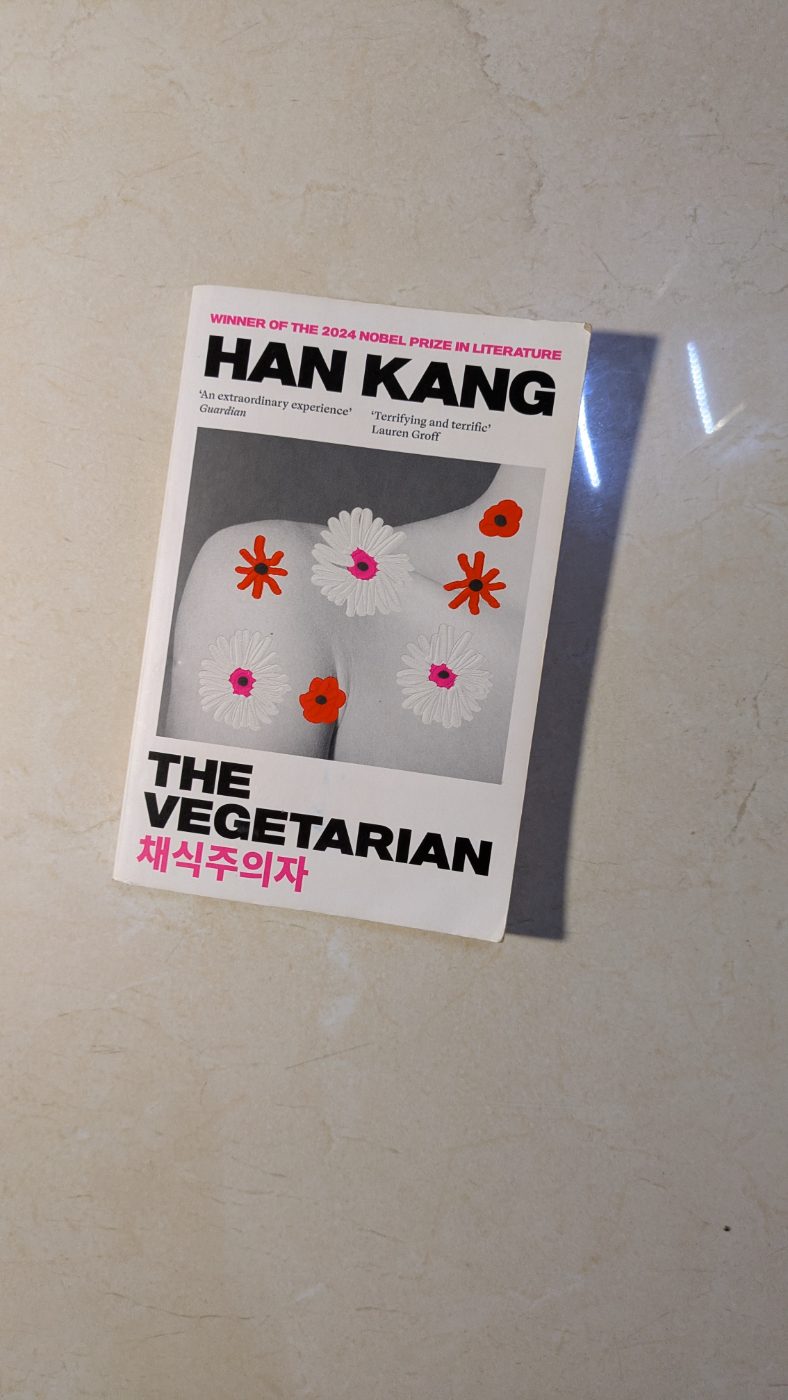 WINNER OF THE 2024 NOBEL PRIZE IN LITERATURE
HAN KANG
‘An extraordinary experience’
Guardian
‘Terrifying and terrific’
Lauren Groff
THE
VEGETARIAN
채식주의자